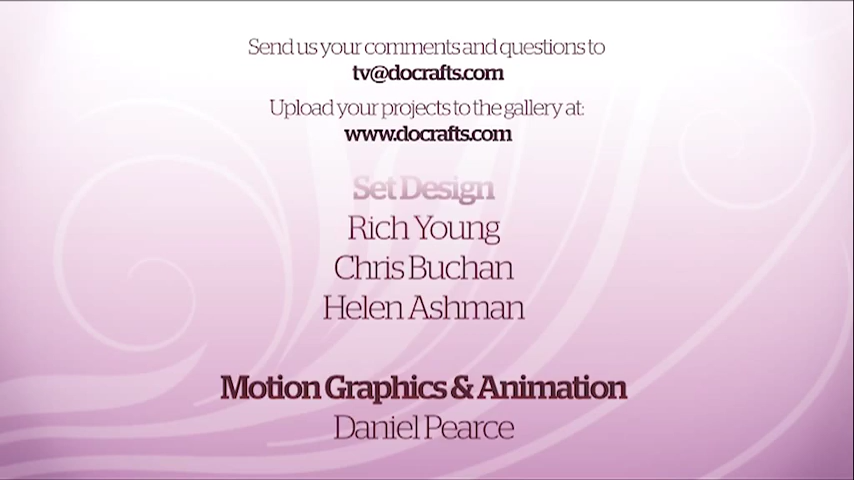 Send us your comments and questions to
tv@docrafts.com
Upload your projects to the gallery at:
www.docrafts.com
Set Design
Rich Young
Chris Buchan
Helen Ashman
Motion Graphics & Animation
Daniel Pearce